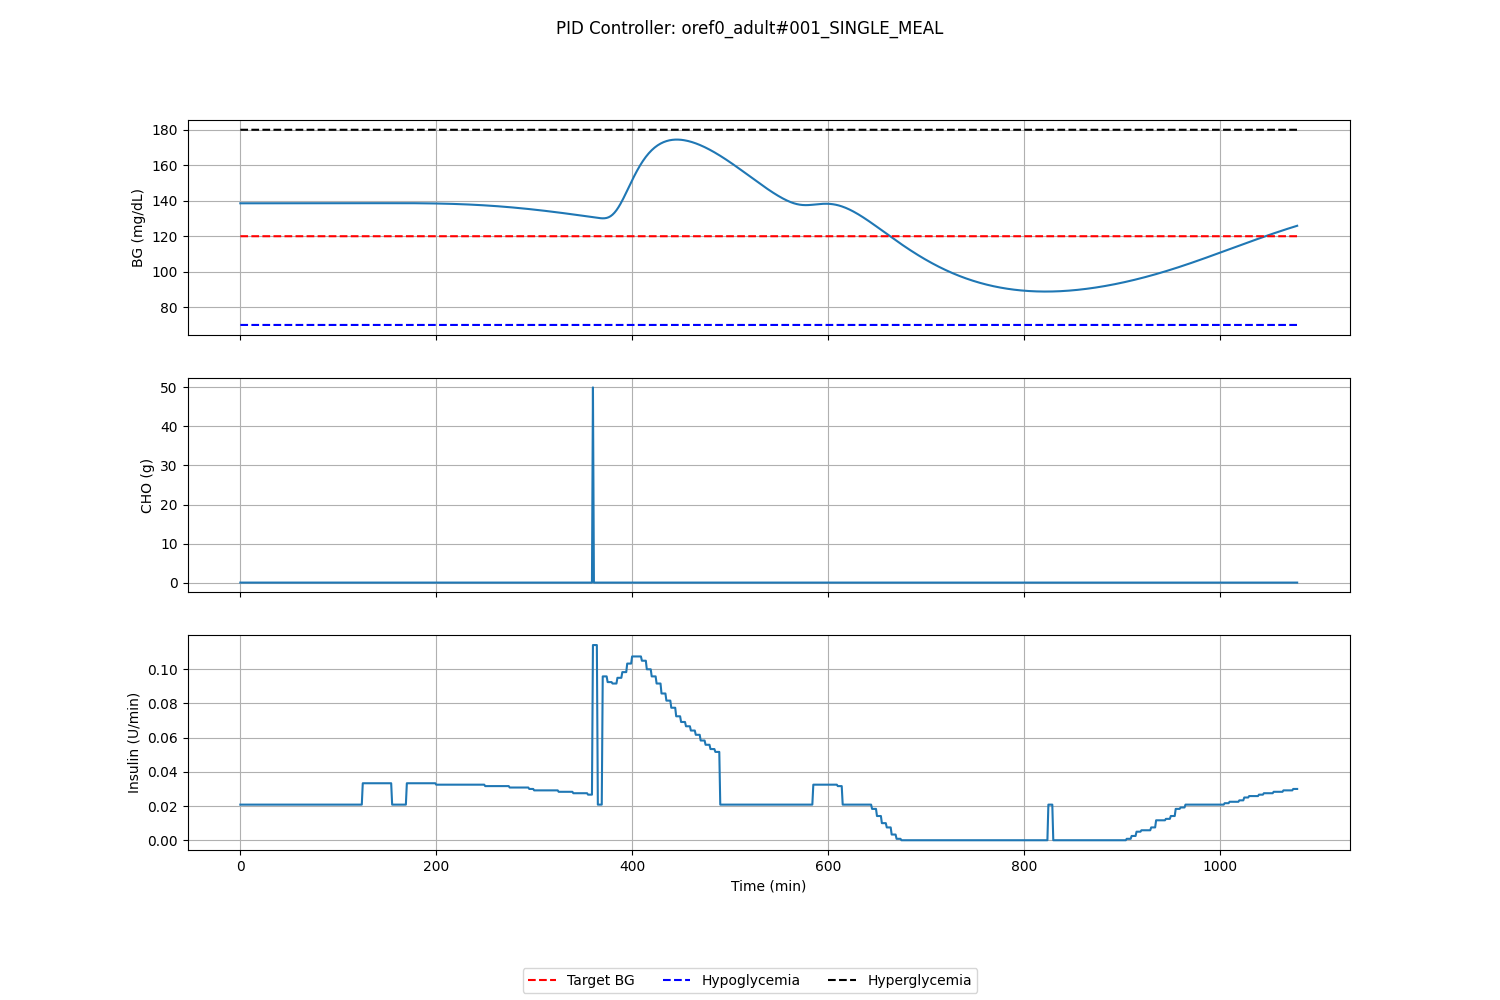 PID Controller: oref0_adult#001_SINGLE_MEAL
180
160
140
120
100
80
BG (mg/dL)
50
40
30
20
10
0
CHO (g)
0.10
0.08
0.06
0.04
0.02
0.00
Insulin (U/min)
0 200 400 600 800 1000
Time (min)
Target BG Hypoglycemia Hyperglycemia